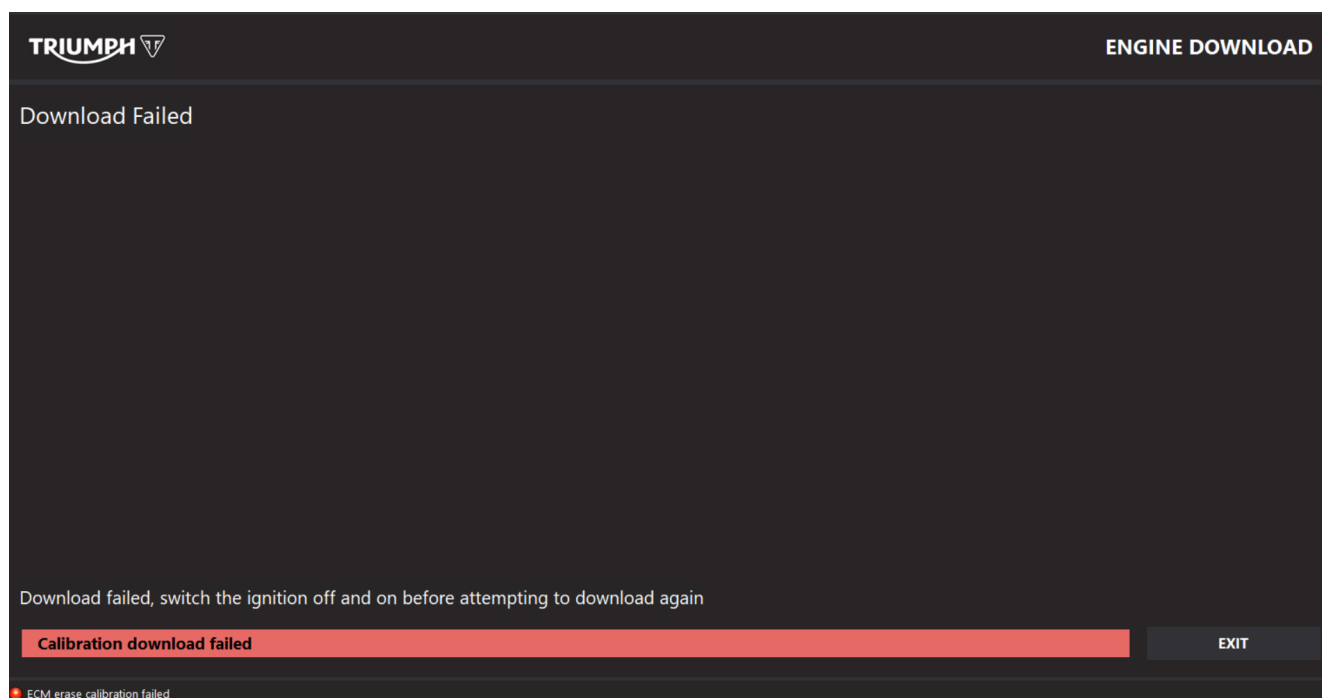 TRIUMPH
ENGINE DOWNLOAD
Download Failed
Download failed, switch the ignition off and on before attempting to download again
Calibration download failed
EXIT
ECM erase calibration failed